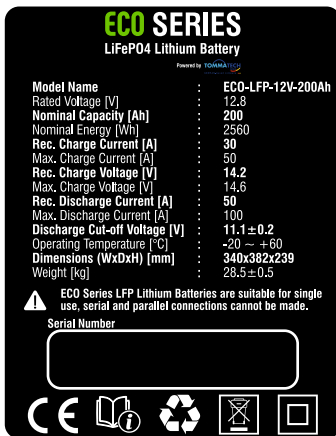 ECO SERIES
LiFePO4 Lithium Battery
Powered by TOMMATECH
Model Name : ECO-LFP-12V-200Ah
Rated Voltage [V] : 12.8
Nominal Capacity [Ah] : 200
Nominal Energy [Wh] : 2560
Rec. Charge Current [A] : 30
Max. Charge Current [A] : 50
Rec. Charge Voltage [V] : 14.2
Max. Charge Voltage [V] : 14.6
Rec. Discharge Current [A] : 50
Max. Discharge Current [A] : 100
Discharge Cut-off Voltage [V] : 11.1±0.2
Operating Temperature [°C] : -20 ~ +60
Dimensions (WxDxH) [mm] : 340x382x239
Weight [kg] : 28.5±0.5
ECO Series LFP Lithium Batteries are suitable for single
use, serial and parallel connections cannot be made.
Serial Number
CE